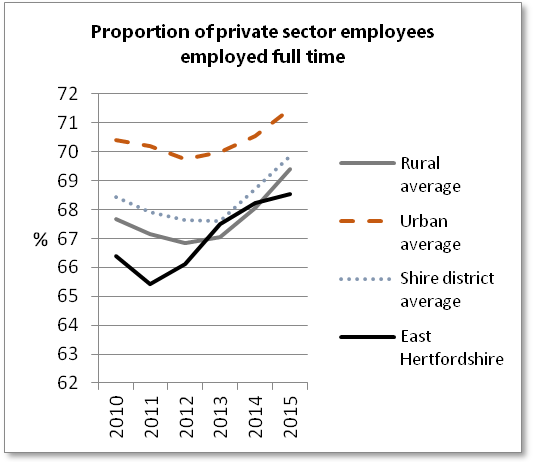 Proportion of private sector employees
employed full time
72
71
70
69
68
67
66
65
64
63
62
%
2010
2011
2012
2013
2014
2015
Rural
average
Urban
average
Shire district
average
East
Hertfordshire